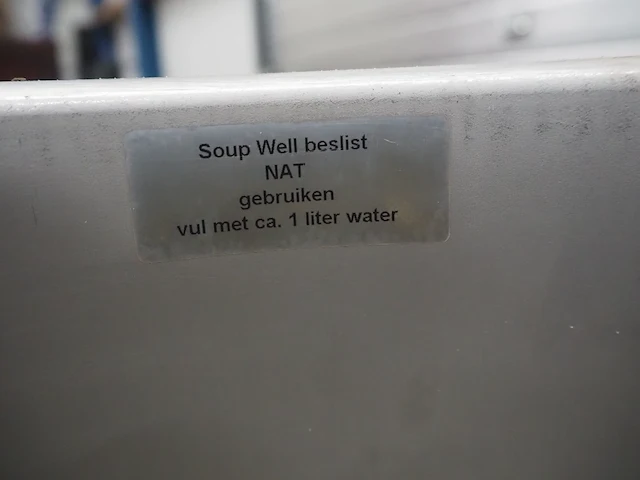 Soup Well beslist
NAT
gebruiken
vul met ca. 1 liter water